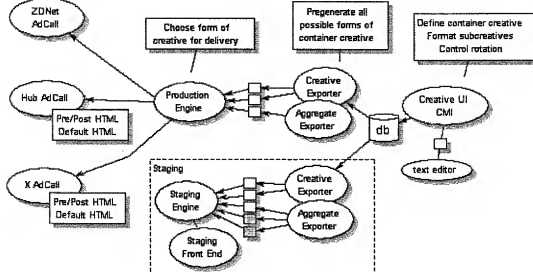 ZDNet
AdCall
Choose form of
creative for delivery
Pregenerate all
possible forms of
container creative
Define container creative
Format subcreatives
Control rotation
Hub AdCall
Pre/Post HTML
Default HTML
Production
Engine
Creative
Exporter
Aggregate
Exporter
db
Creative UI
CMI
text editor
X AdCall
Pre/Post HTML
Default HTML
Staging
Staging
Engine
Creative
Exporter
Aggregate
Exporter
Staging
Front End